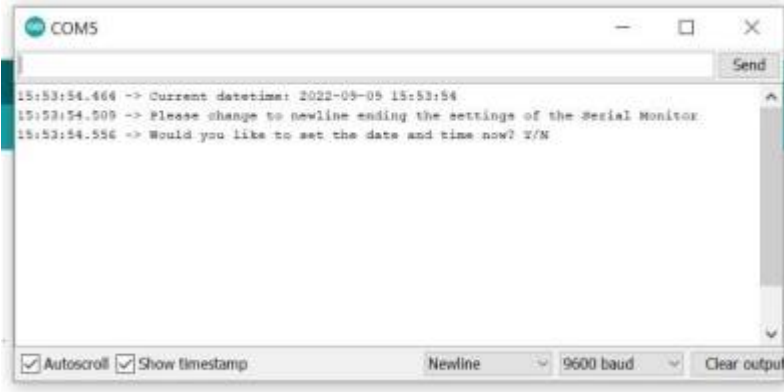 COM5
Send
15:53:54.464 -> Current datetime: 2022-09-09 15:53:54
15:53:54.509 -> Please change to newline ending the settings of the Serial Monitor
15:53:54.556 -> Would you like to set the date and time now? Y/N
Autoscroll Show timestamp Newline 9600 baud Clear output